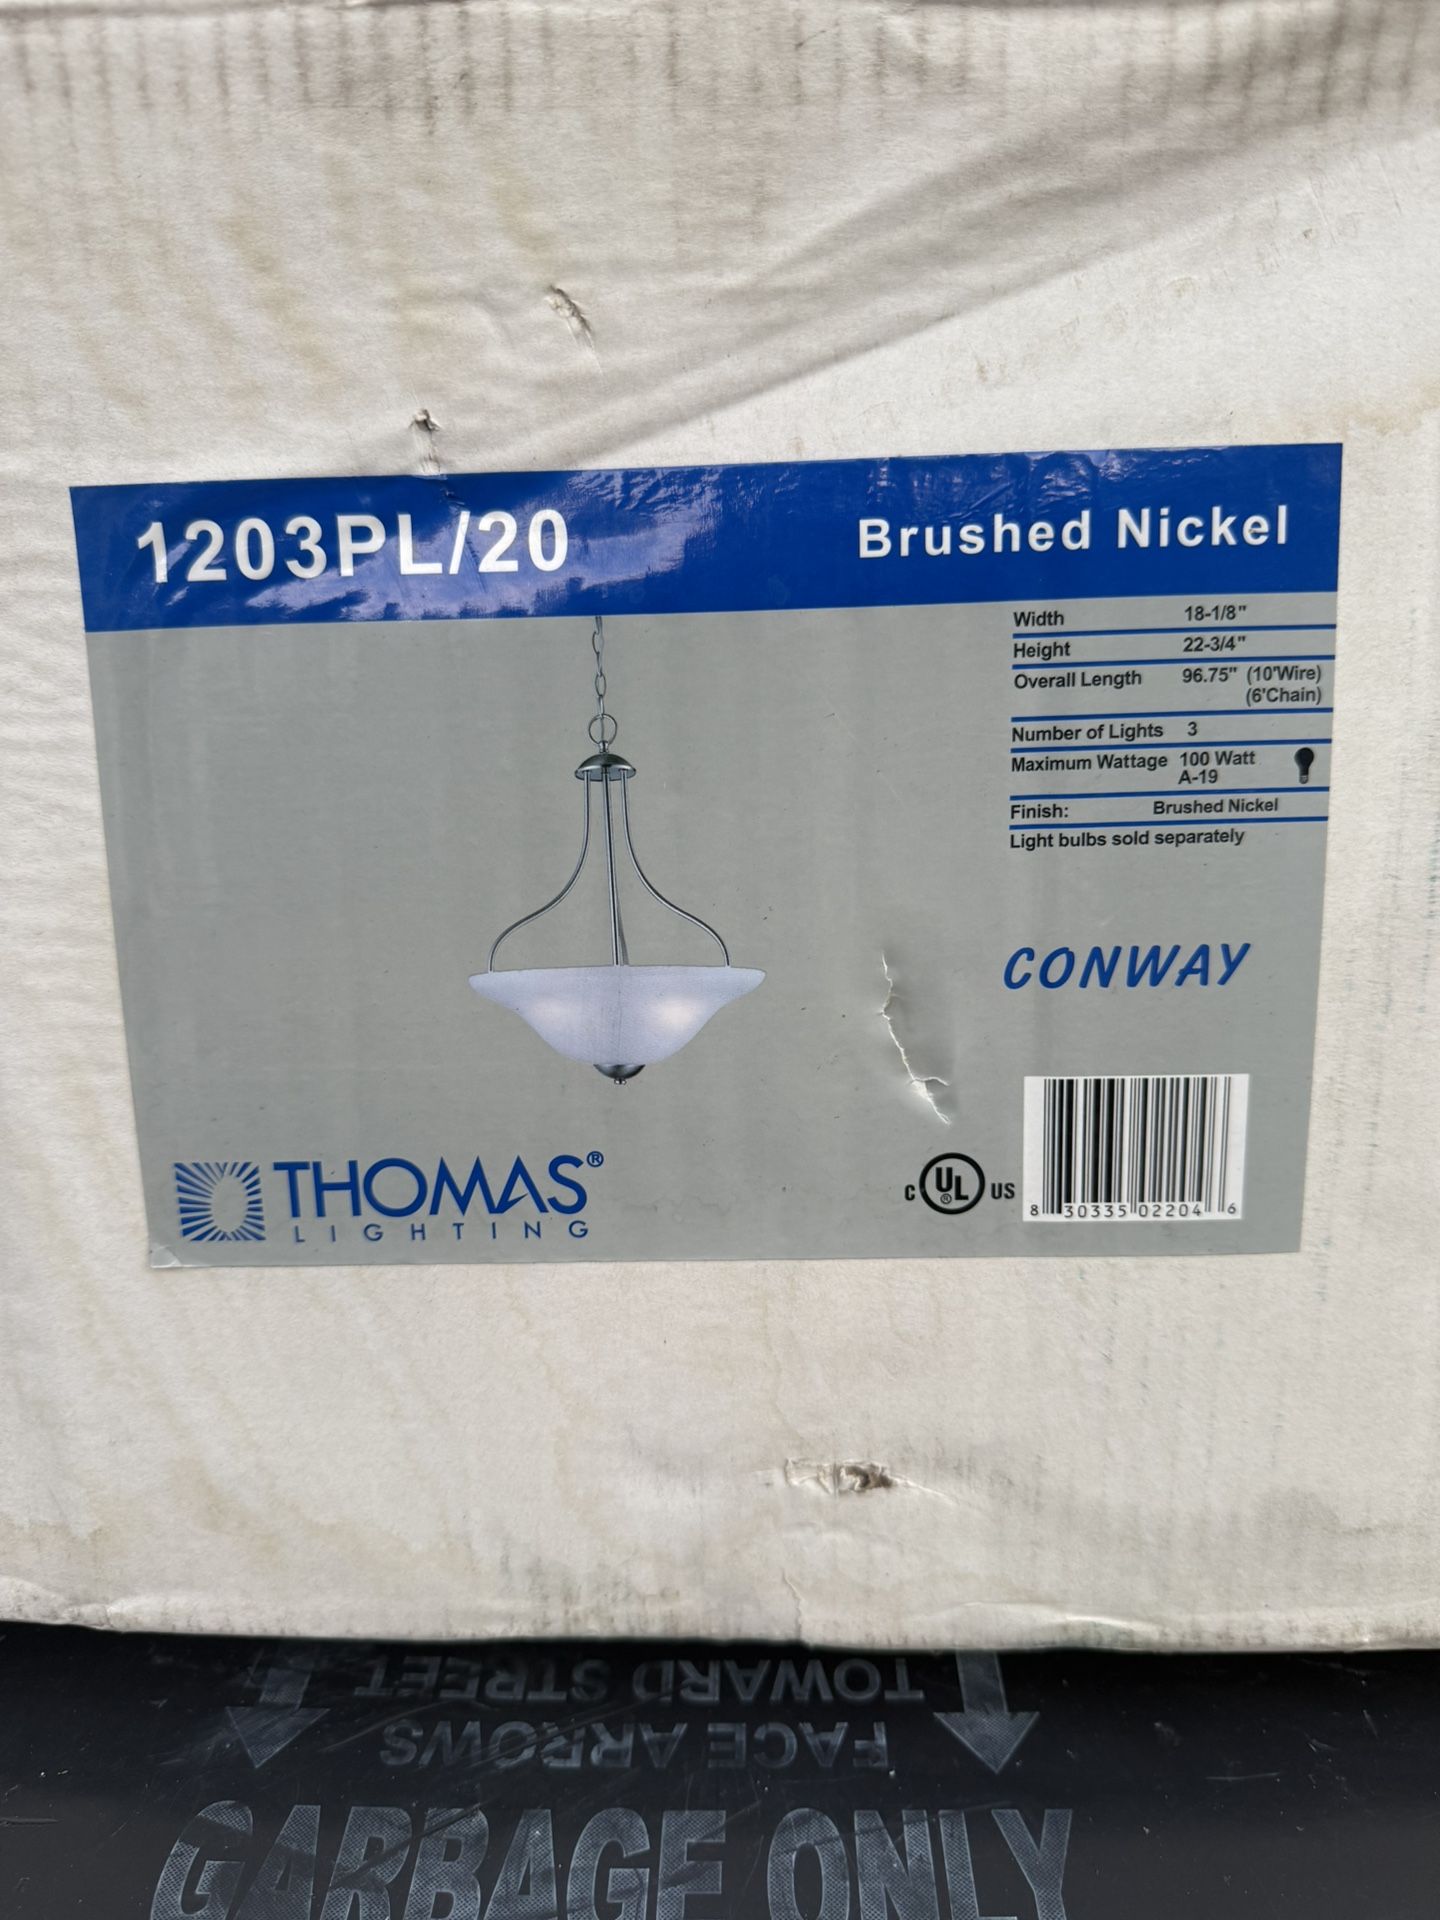 1203PL/20 Brushed Nickel
Width 18-1/8"
Height 22-3/4"
Overall Length 96.75" (10'Wire)
(6'Chain)
Number of Lights 3
Maximum Wattage 100 Watt
A-19
Finish: Brushed Nickel
Light bulbs sold separately
CONWAY
THOMAS®
LIGHTING
C UL® US
8 30335 02204 6
TOWARD STREET
FACE ARROWS
GARBAGE ONLY